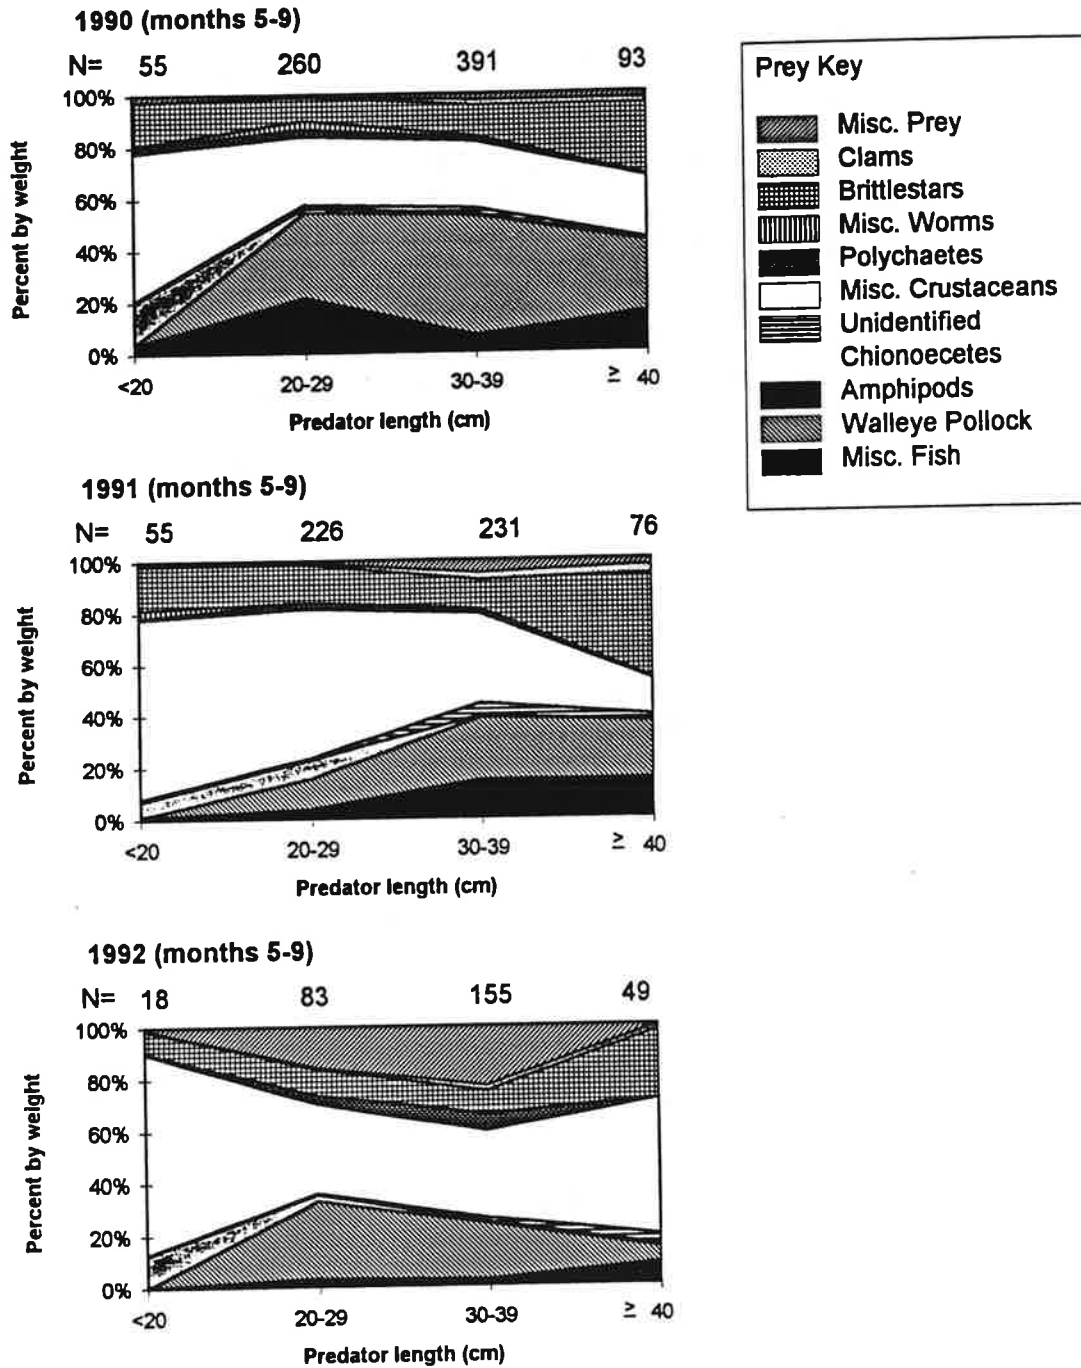 1990 (months 5-9)
N= 55 260 391 93
100%
80%
60%
40%
20%
0%
Percent by weight
<20 20-29 30-39 ≥ 40
Predator length (cm)
Prey Key
Misc. Prey
Clams
Brittlestars
Misc. Worms
Polychaetes
Misc. Crustaceans
Unidentified
Chionoecetes
Amphipods
Walleye Pollock
Misc. Fish
1991 (months 5-9)
N= 55 226 231 76
100%
80%
60%
40%
20%
0%
Percent by weight
<20 20-29 30-39 ≥ 40
Predator length (cm)
1992 (months 5-9)
N= 18 83 155 49
100%
80%
60%
40%
20%
0%
Percent by weight
<20 20-29 30-39 ≥ 40
Predator length (cm)